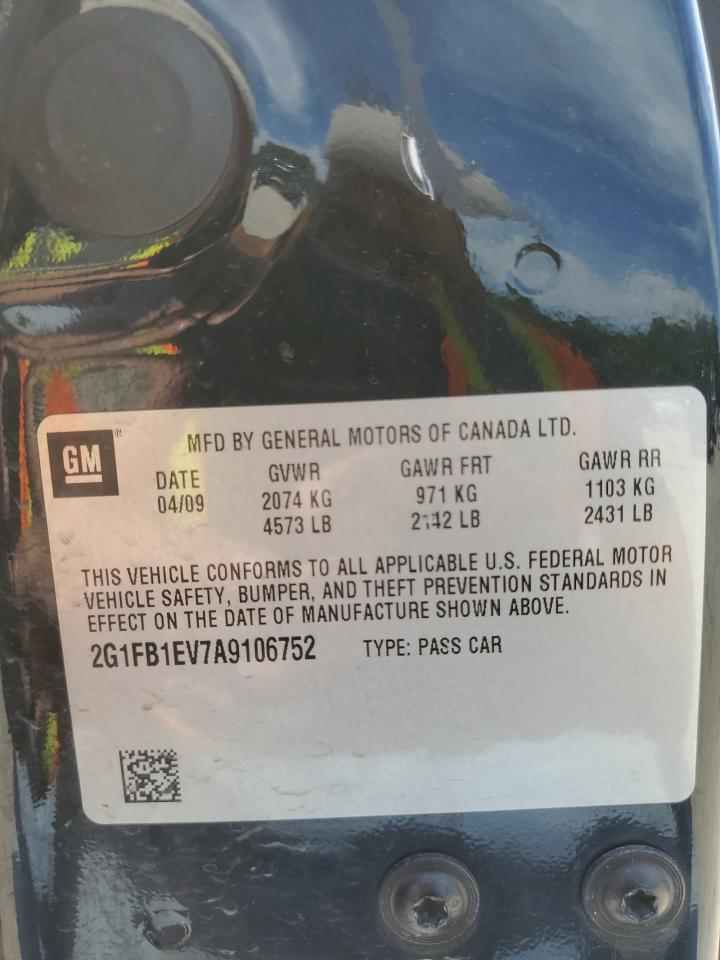 GM®
MFD BY GENERAL MOTORS OF CANADA LTD.
DATE GVWR GAWR FRT GAWR RR
04/09 2074 KG 971 KG 1103 KG
4573 LB 2142 LB 2431 LB
THIS VEHICLE CONFORMS TO ALL APPLICABLE U.S. FEDERAL MOTOR
VEHICLE SAFETY, BUMPER, AND THEFT PREVENTION STANDARDS IN
EFFECT ON THE DATE OF MANUFACTURE SHOWN ABOVE.
2G1FB1EV7A9106752 TYPE: PASS CAR